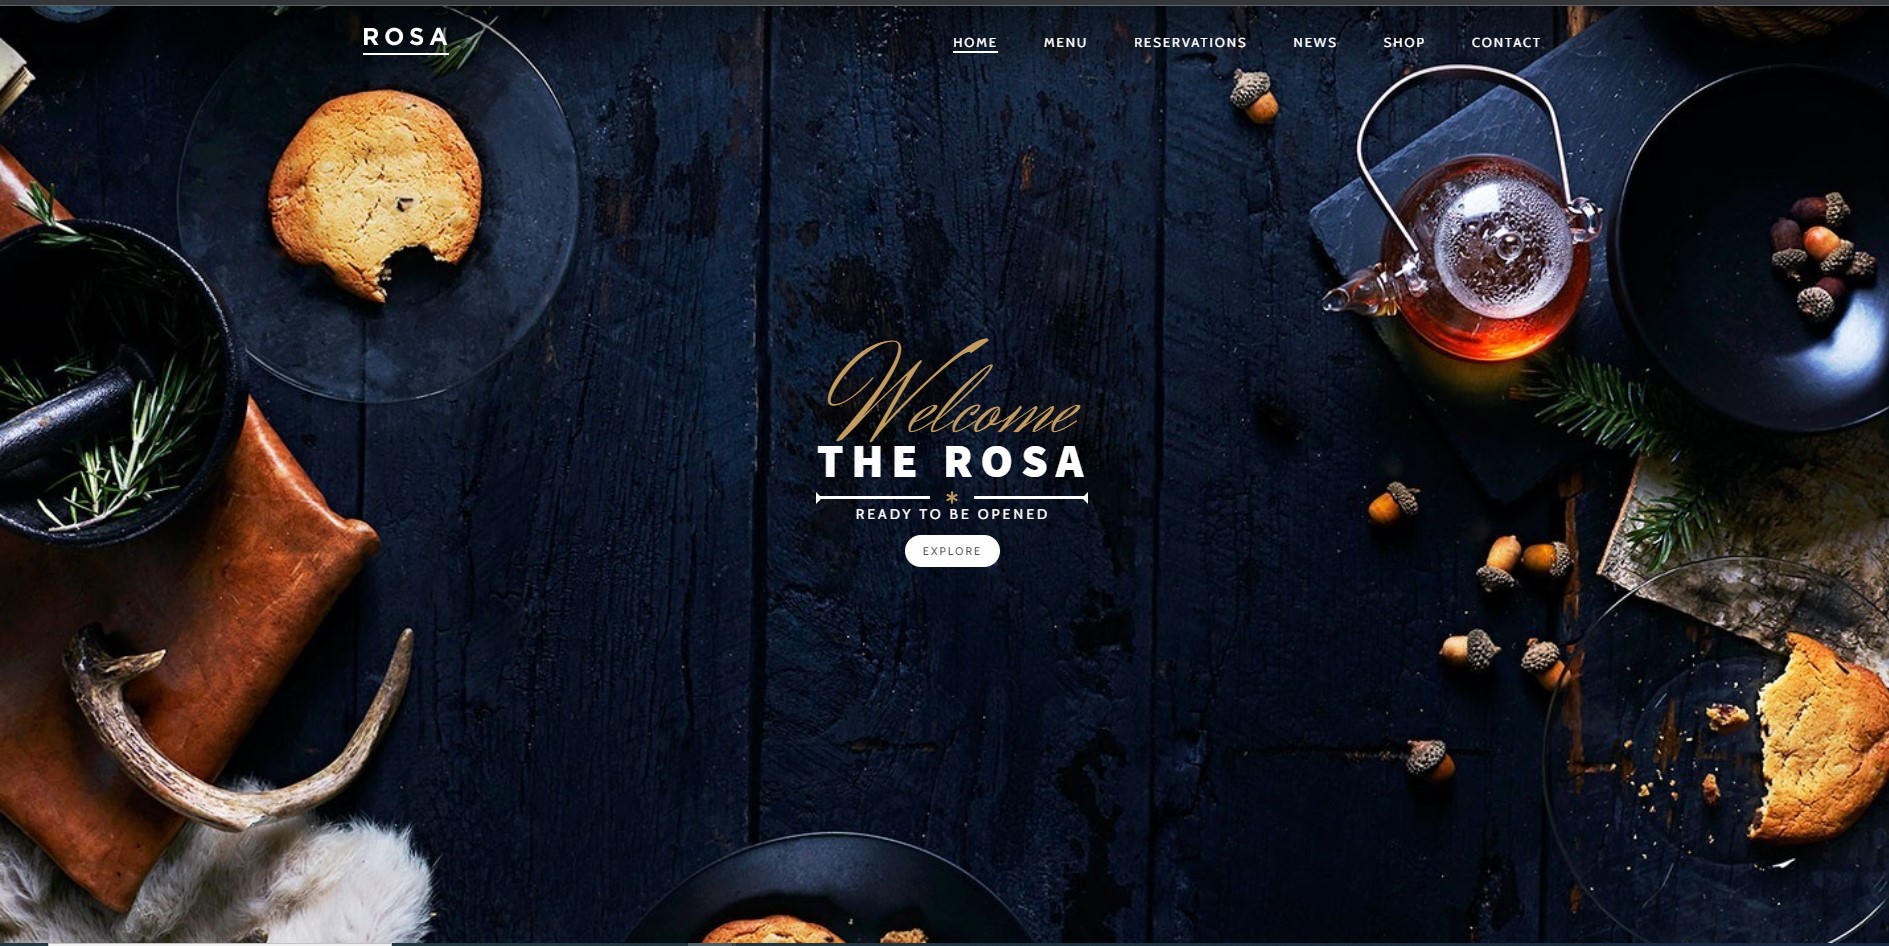 ROSA
HOME MENU RESERVATIONS NEWS SHOP CONTACT
Welcome
THE ROSA
*
READY TO BE OPENED
EXPLORE